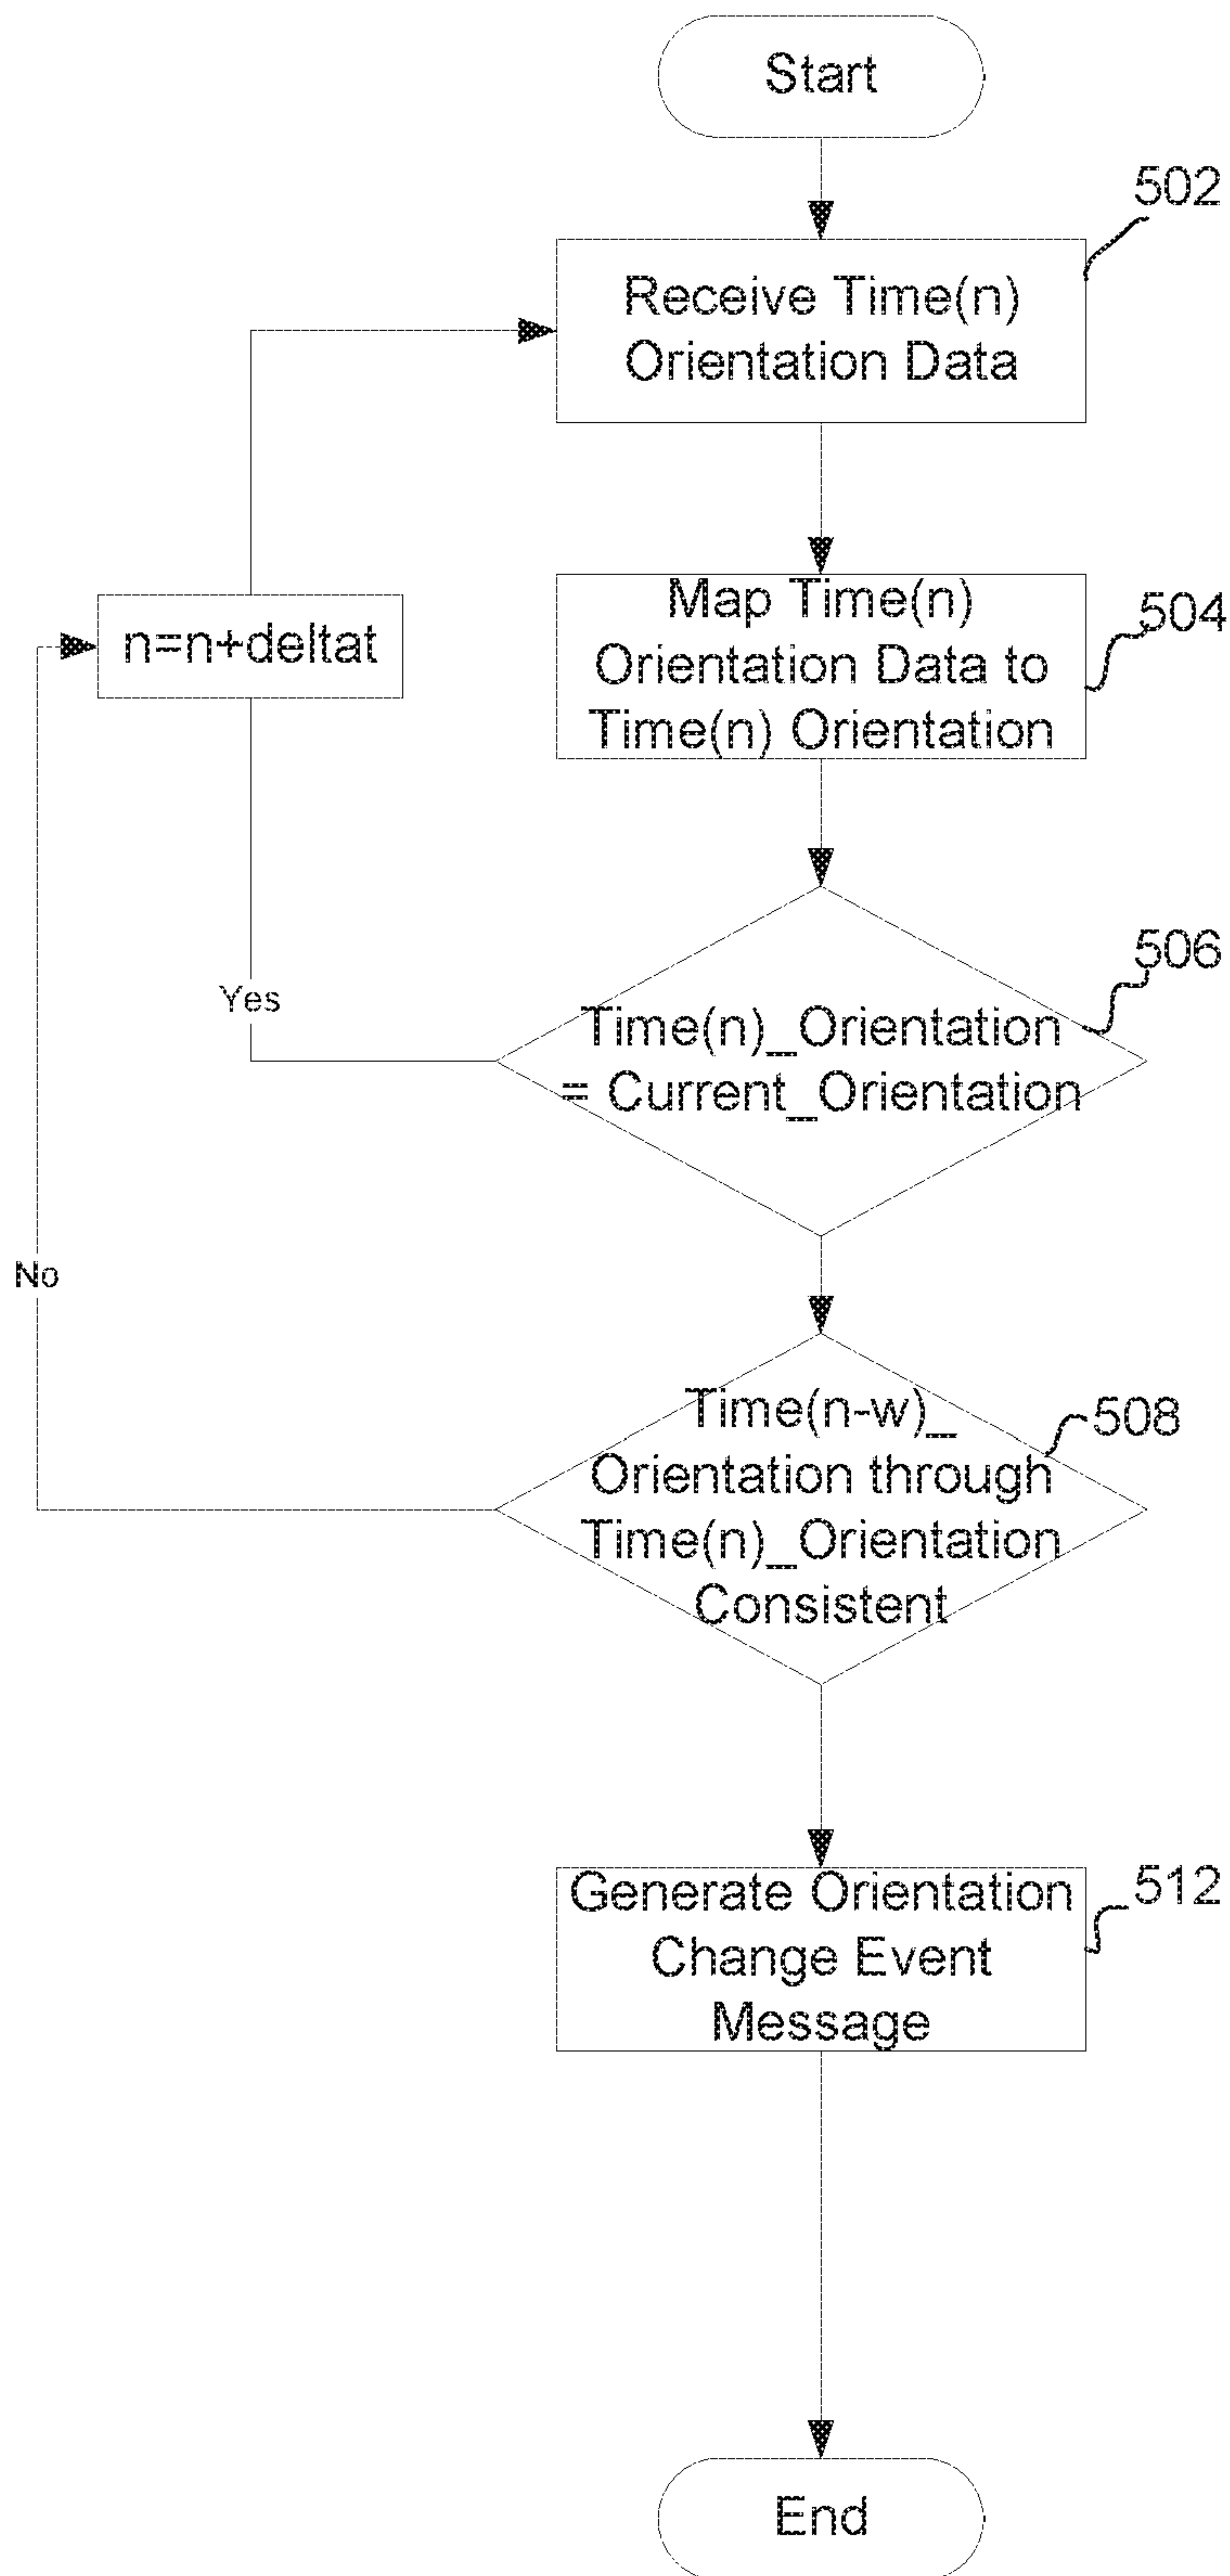 Start
502
Receive Time(n)
Orientation Data
n=n+deltat
Map Time(n)
Orientation Data to
Time(n) Orientation
504
506
Yes
Time(n)_Orientation
= Current_Orientation
No
Time(n-w)_
Orientation through
Time(n)_Orientation
Consistent
508
Generate Orientation
Change Event
Message
512
End